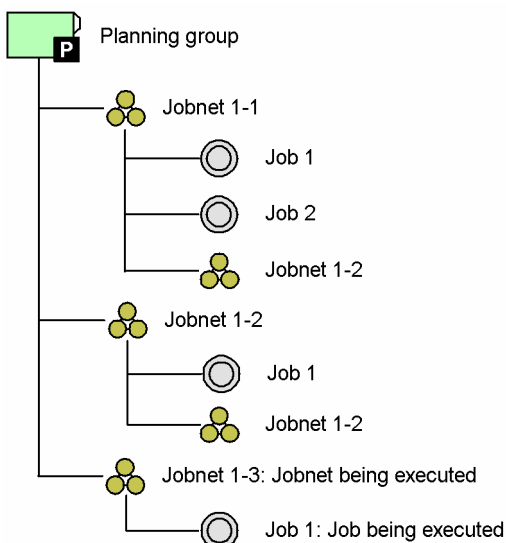 P
Planning group
Jobnet 1-1
Job 1
Job 2
Jobnet 1-2
Jobnet 1-2
Job 1
Jobnet 1-2
Jobnet 1-3: Jobnet being executed
Job 1: Job being executed